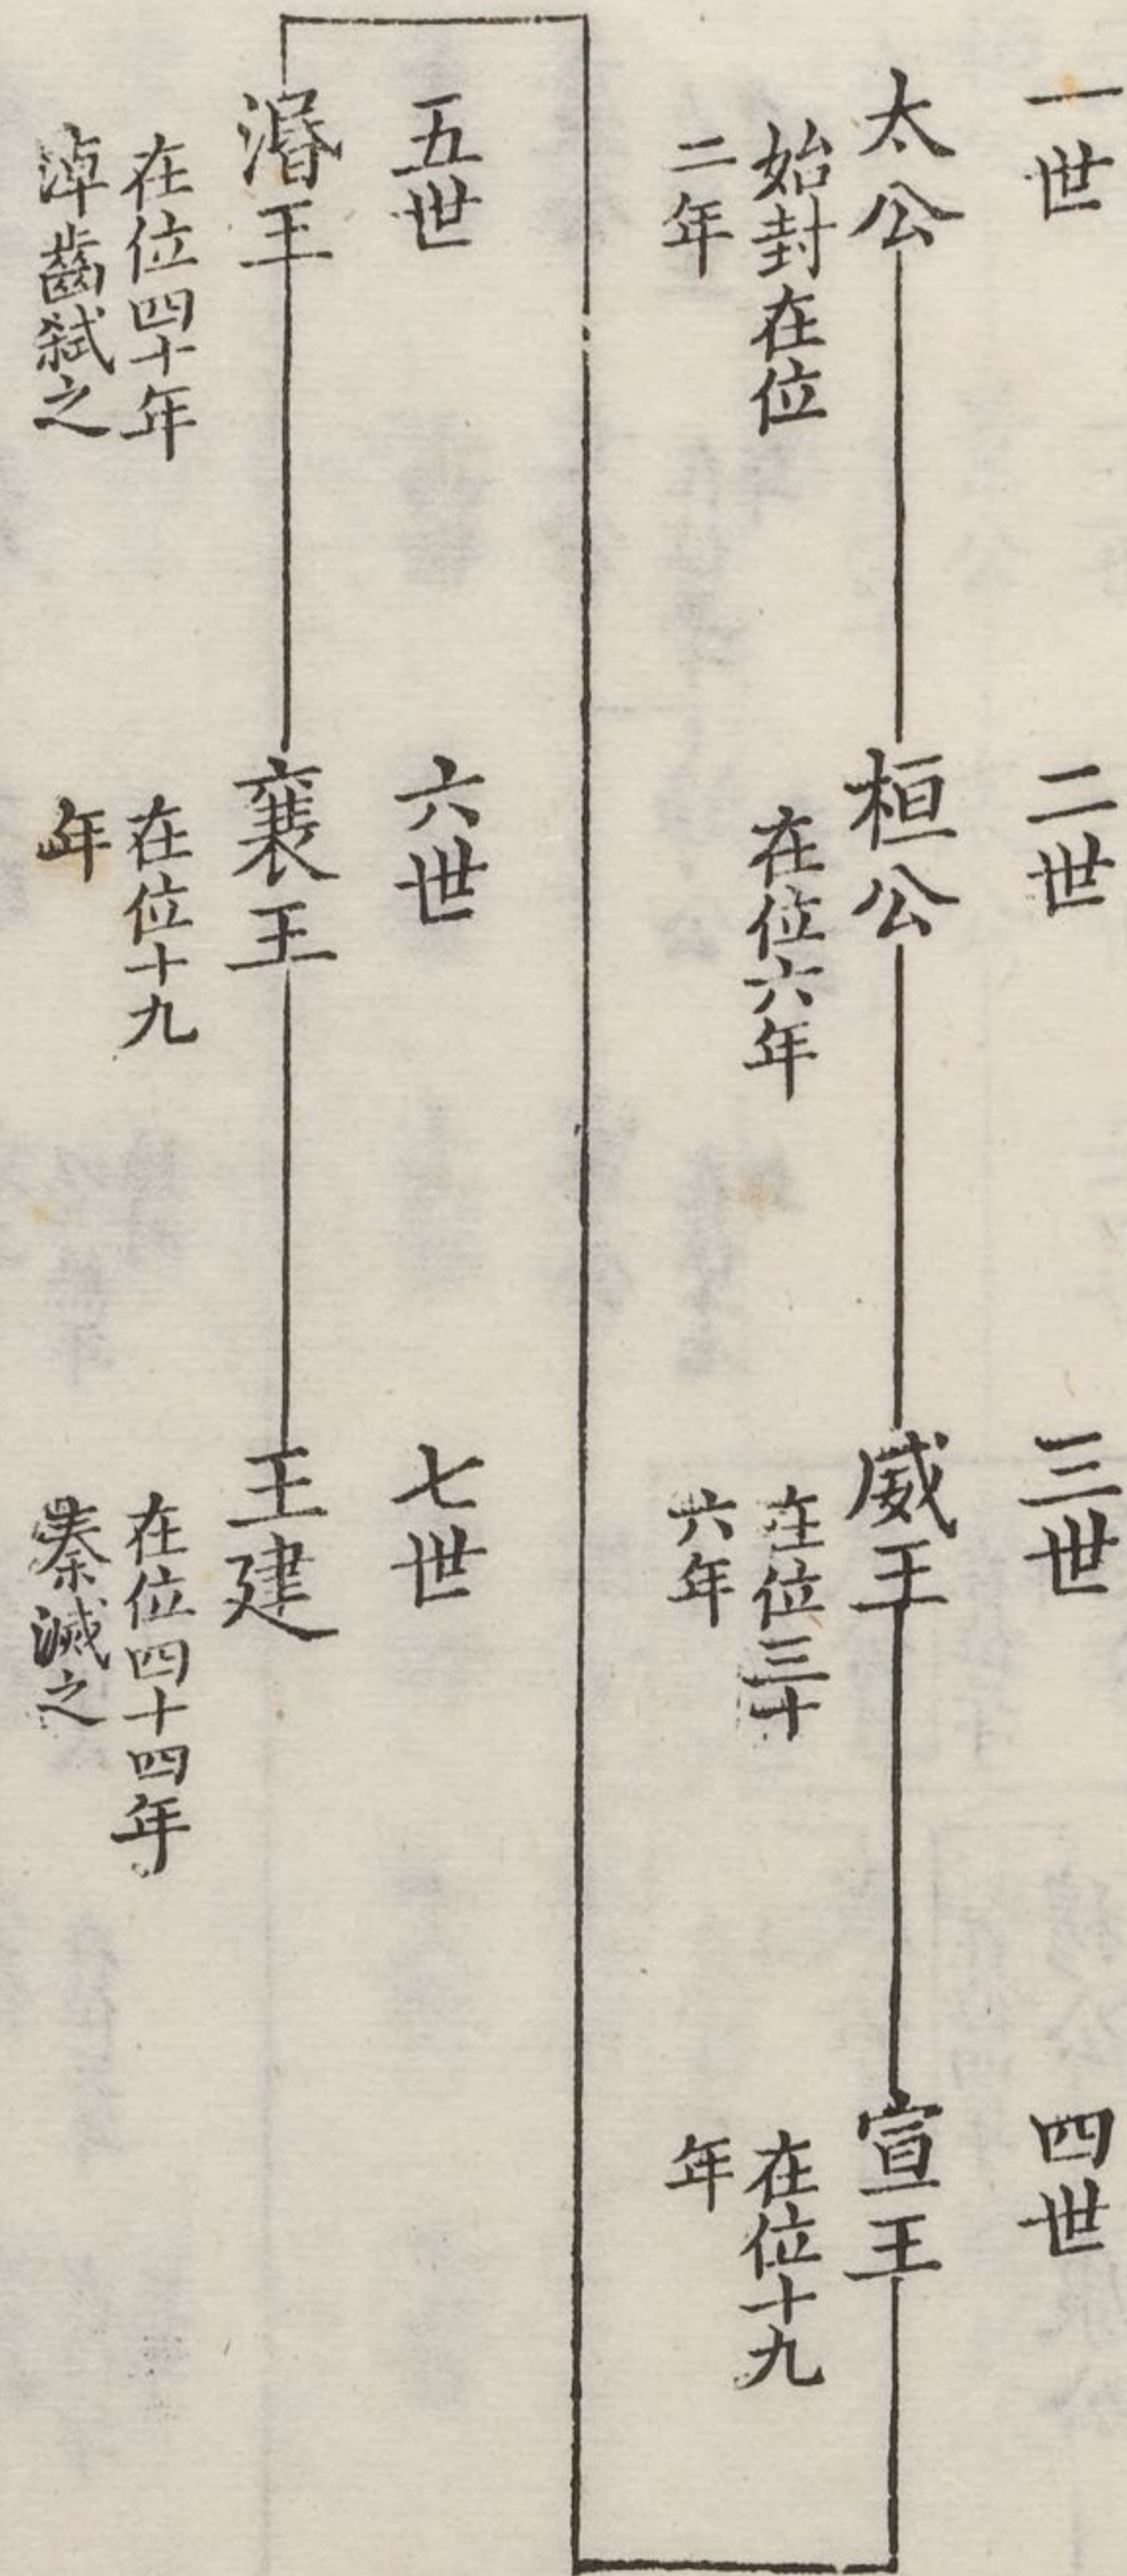 一世
太公
始封在位
二年
二世
桓公
在位六年
三世
威王
在位三十
六年
四世
宣王
在位十九
年
五世
湣王
在位四十年
淖齒弑之
六世
襄王
在位十九
年
七世
王建
在位四十四年
秦滅之